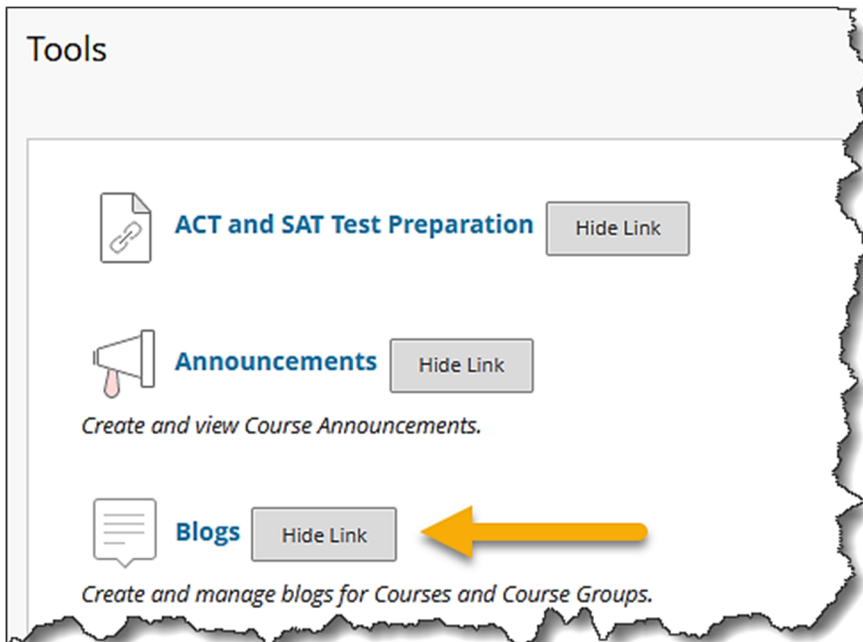 Tools
ACT and SAT Test Preparation Hide Link
Announcements Hide Link
Create and view Course Announcements.
Blogs Hide Link
Create and manage blogs for Courses and Course Groups.